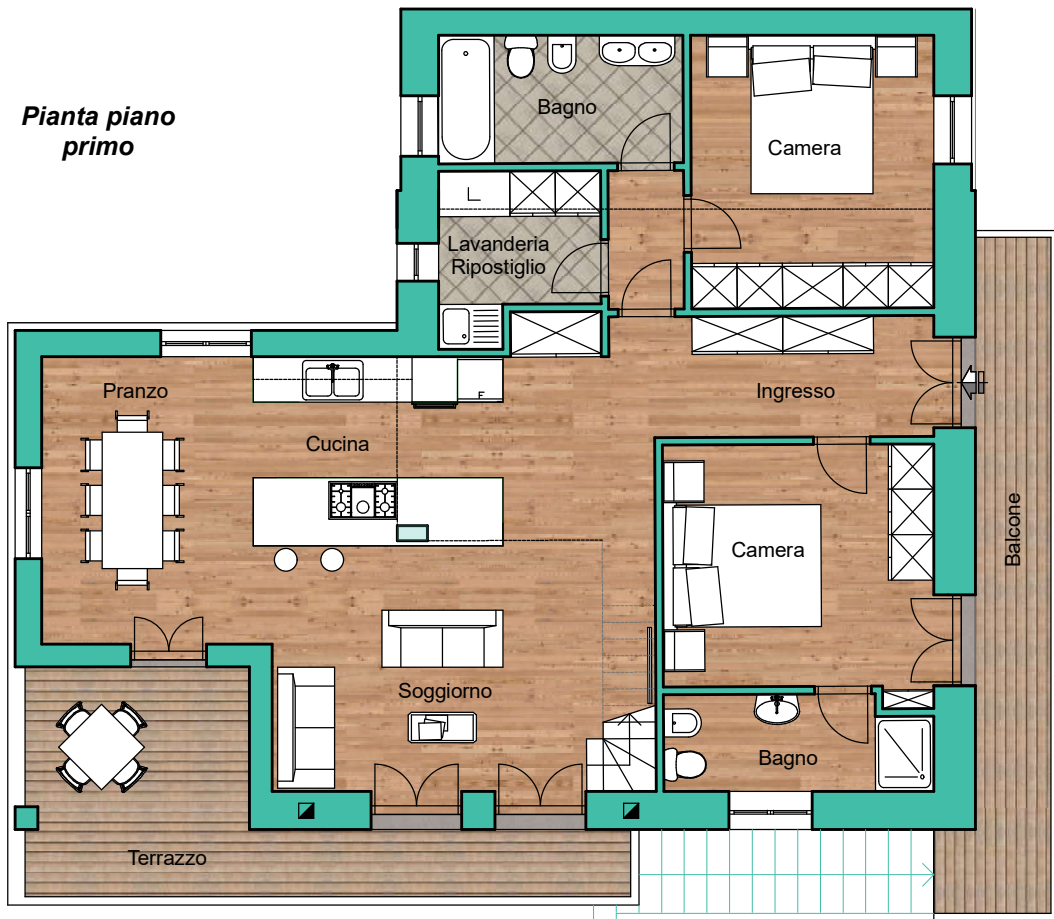 Pianta piano
primo
Bagno
Camera
L
Lavanderia
Ripostiglio
Pranzo
F
Ingresso
Cucina
Camera
Balcone
Soggiorno
Bagno
Terrazzo